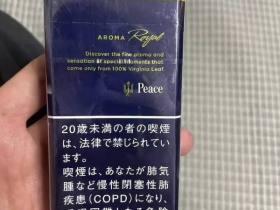 AROMA Royal
Discover the fine aroma and
sensation of special moments that
come only from 100% Virginia Leaf.
Peace
20歳未満の者の喫煙
は、法律で禁じられてい
ます。
喫煙は、あなたが肺気
腫など慢性閉塞性肺
疾患(COPD)になり、